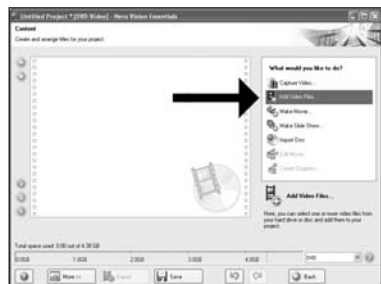 Untitled Project * [DVD-Video] - Nero Vision Essentials
Content
Create and arrange titles for your project.
What would you like to do?
Capture Video...
Add Video Files...
Make Movie...
Make Slide Show...
Import Disc
Edit Movie...
Create Chapters...
Add Video Files...
Here, you can select one or more video files from your hard drive or disc and add them to your project.
Total space used: 0.00 out of 4.38 GB
0.0GB 1.0GB 2.0GB 3.0GB 4.0GB DVD
More >> Export Save Back